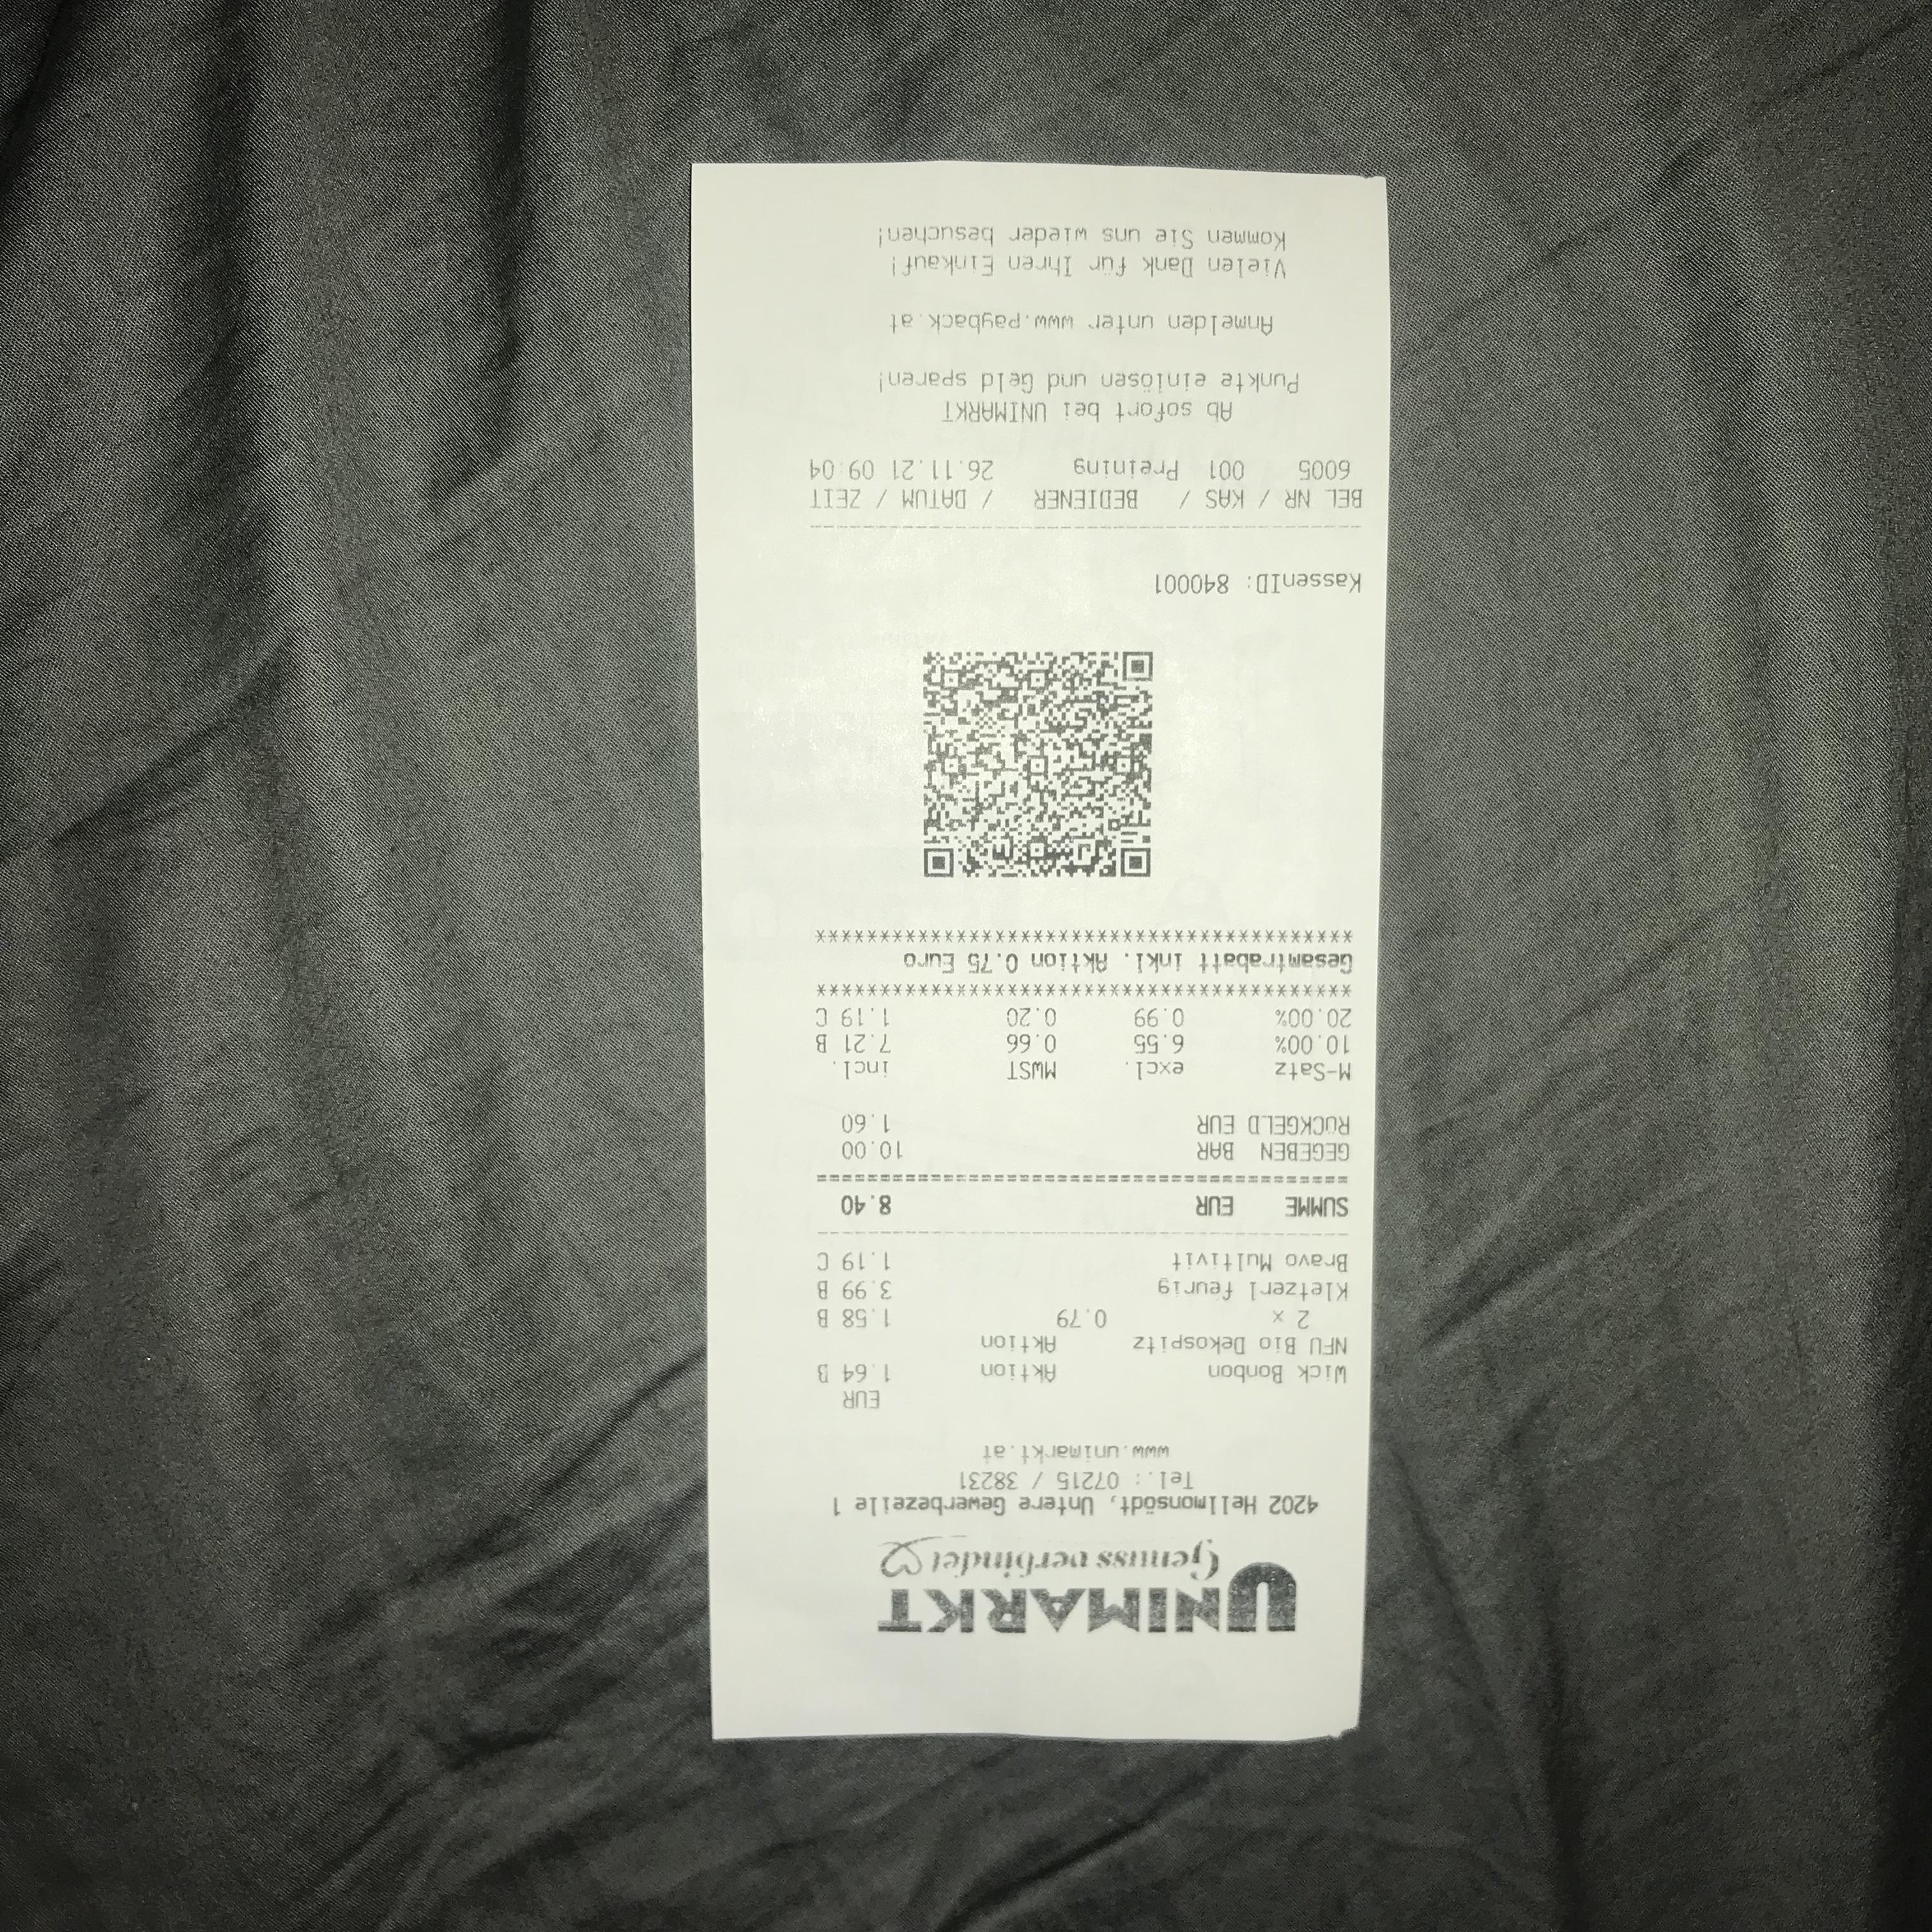 UNIMARKT
Genuss verbindet
4202 Hellmonsödt, Untere Gewerbezeile 1
Tel.: 07215 / 38231
www.unimarkt.at
EUR
Wick Bonbon Aktion 1.64 B
NFU Bio Dekospitz Aktion
2 x 0.79 1.58 B
Kletzerl feurig 3.99 B
Bravo Multivit 1.19 C
--------------------------------------------
SUMME EUR 8.40
============================================
GEGEBEN BAR 10.00
RÜCKGELD EUR 1.60
M-Satz excl. MWST incl.
10.00% 6.55 0.66 7.21 B
20.00% 0.99 0.20 1.19 C
******************************************
Gesamtrabatt inkl. Aktion 0.75 Euro
******************************************
KassenID: 840001
--------------------------------------------
BEL NR / KAS / BEDIENER / DATUM / ZEIT
6005 001 Preining 26.11.21 09:04
Ab sofort bei UNIMARKT
Punkte einlösen und Geld sparen!
Anmelden unter www.payback.at
Vielen Dank für Ihren Einkauf!
Kommen Sie uns wieder besuchen!